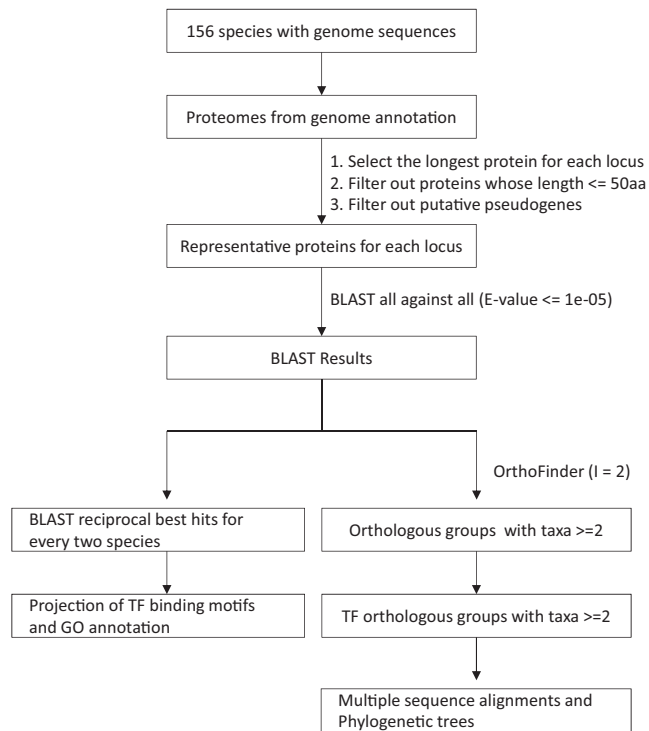 156 species with genome sequences
Proteomes from genome annotation
1. Select the longest protein for each locus
2. Filter out proteins whose length <= 50aa
3. Filter out putative pseudogenes
Representative proteins for each locus
BLAST all against all (E-value <= 1e-05)
BLAST Results
OrthoFinder (I = 2)
BLAST reciprocal best hits for
every two species
Orthologous groups with taxa >=2
Projection of TF binding motifs
and GO annotation
TF orthologous groups with taxa >=2
Multiple sequence alignments and
Phylogenetic trees